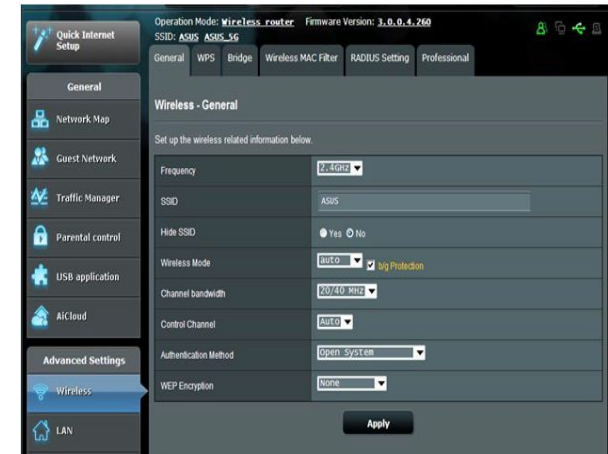 Quick Internet
Setup
Operation Mode: Wireless router Firmware Version: 3.0.0.4.260
SSID: ASUS ASUS_5G
General WPS Bridge Wireless MAC Filter RADIUS Setting Professional
General
Network Map
Guest Network
Traffic Manager
Parental control
USB application
AiCloud
Advanced Settings
Wireless
LAN
Wireless - General
Set up the wireless related information below.
Frequency 2.4GHz
SSID ASUS
Hide SSID Yes No
Wireless Mode auto b/g Protection
Channel bandwidth 20/40 MHz
Control Channel Auto
Authentication Method Open System
WEP Encryption None
Apply